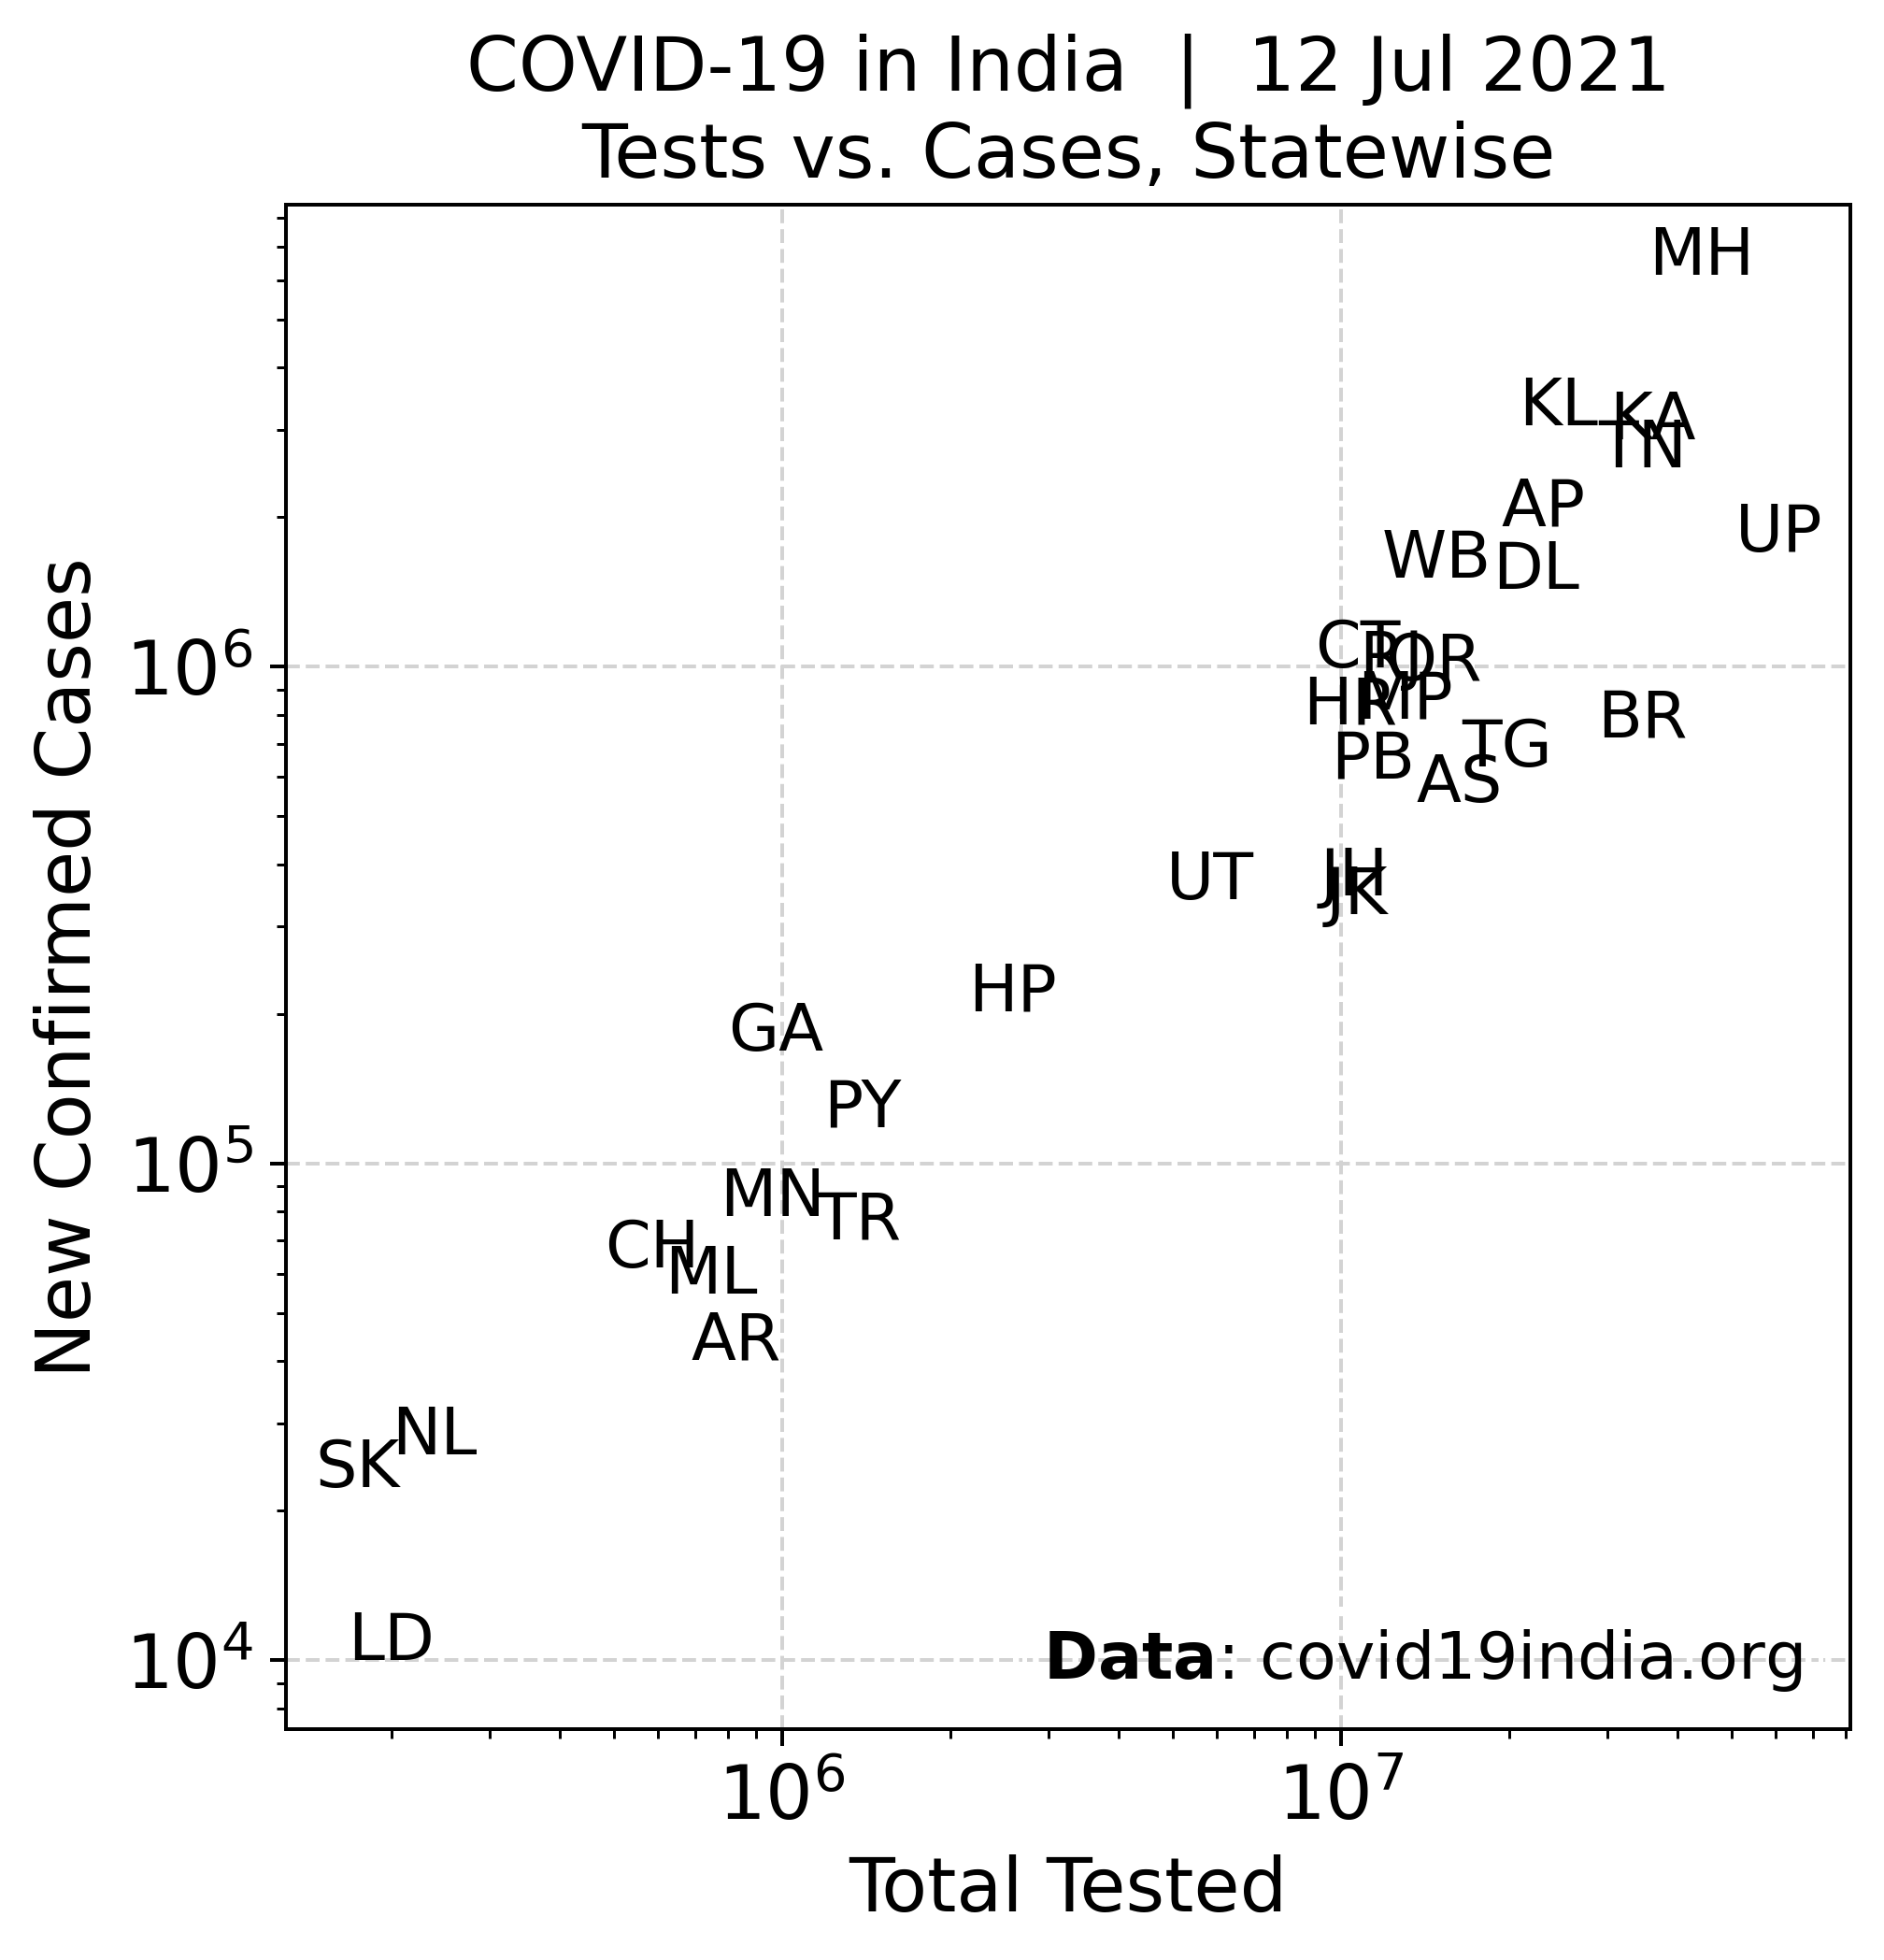 COVID-19 in India | 12 Jul 2021
Tests vs. Cases, Statewise
MH
KL
KA
TN
AP
UP
WB
DL
CT
RJ
OR
HR
MP
BR
PB
TG
AS
UT
JH
JK
HP
GA
PY
MN
TR
CH
ML
AR
NL
SK
LD
Data: covid19india.org
New Confirmed Cases
10⁶
10⁵
10⁴
10⁶
10⁷
Total Tested